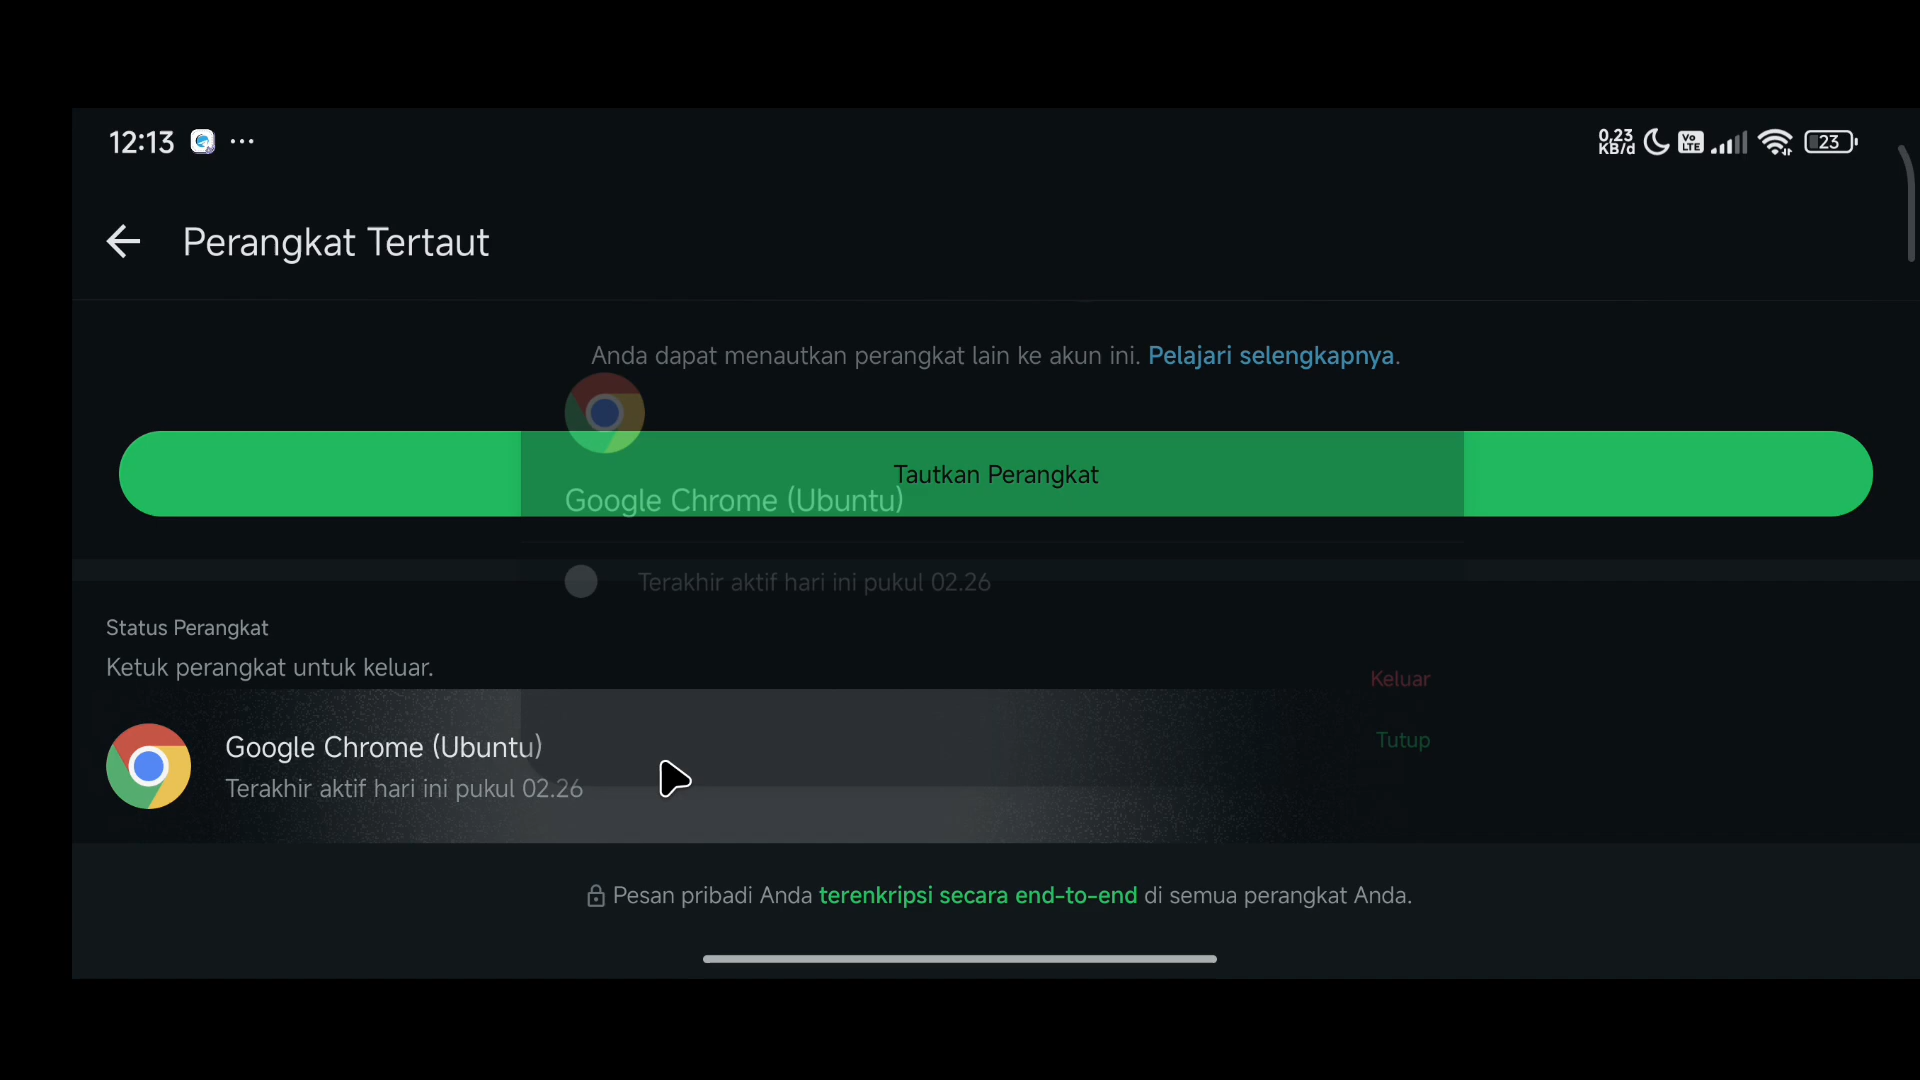 12:13
0,23
KB/d
Vo
LTE
23
Perangkat Tertaut
Anda dapat menautkan perangkat lain ke akun ini. Pelajari selengkapnya.
Tautkan Perangkat
Google Chrome (Ubuntu)
Terakhir aktif hari ini pukul 02.26
Status Perangkat
Ketuk perangkat untuk keluar.
Keluar
Tutup
Google Chrome (Ubuntu)
Terakhir aktif hari ini pukul 02.26
Pesan pribadi Anda terenkripsi secara end-to-end di semua perangkat Anda.